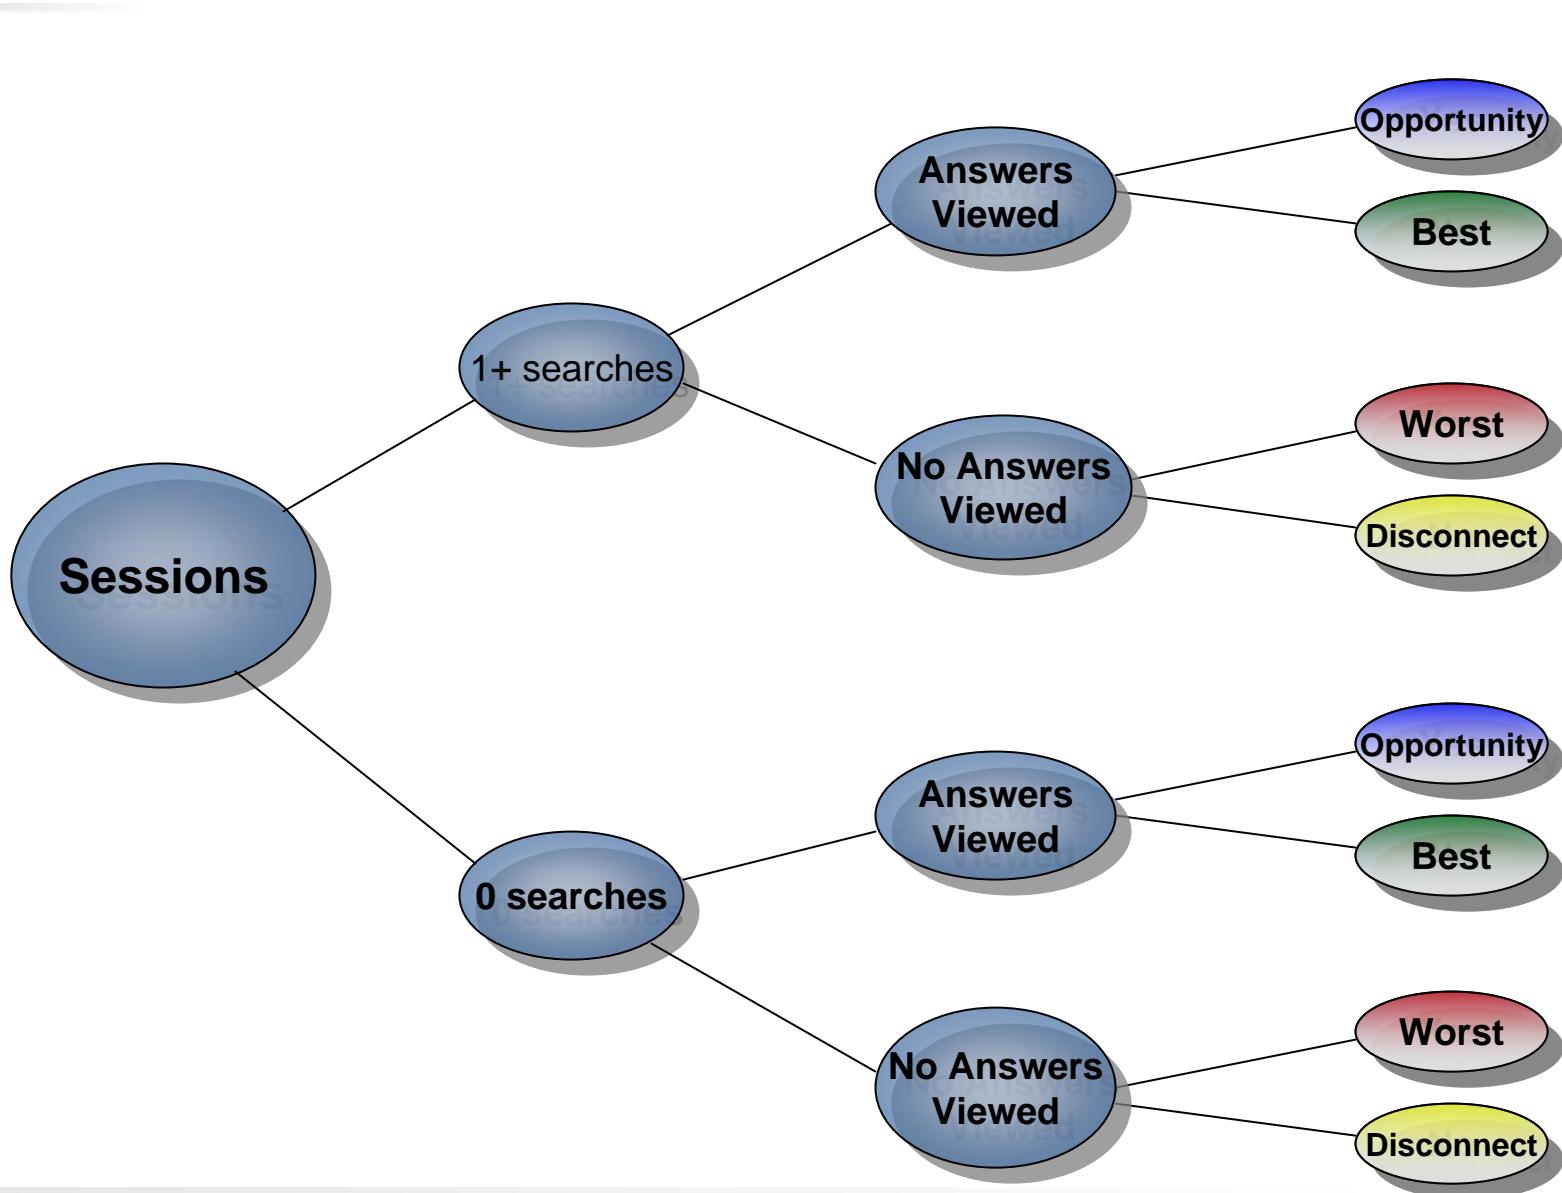 Sessions
1+ searches
0 searches
Answers
Viewed
No Answers
Viewed
Answers
Viewed
No Answers
Viewed
Opportunity
Best
Worst
Disconnect
Opportunity
Best
Worst
Disconnect